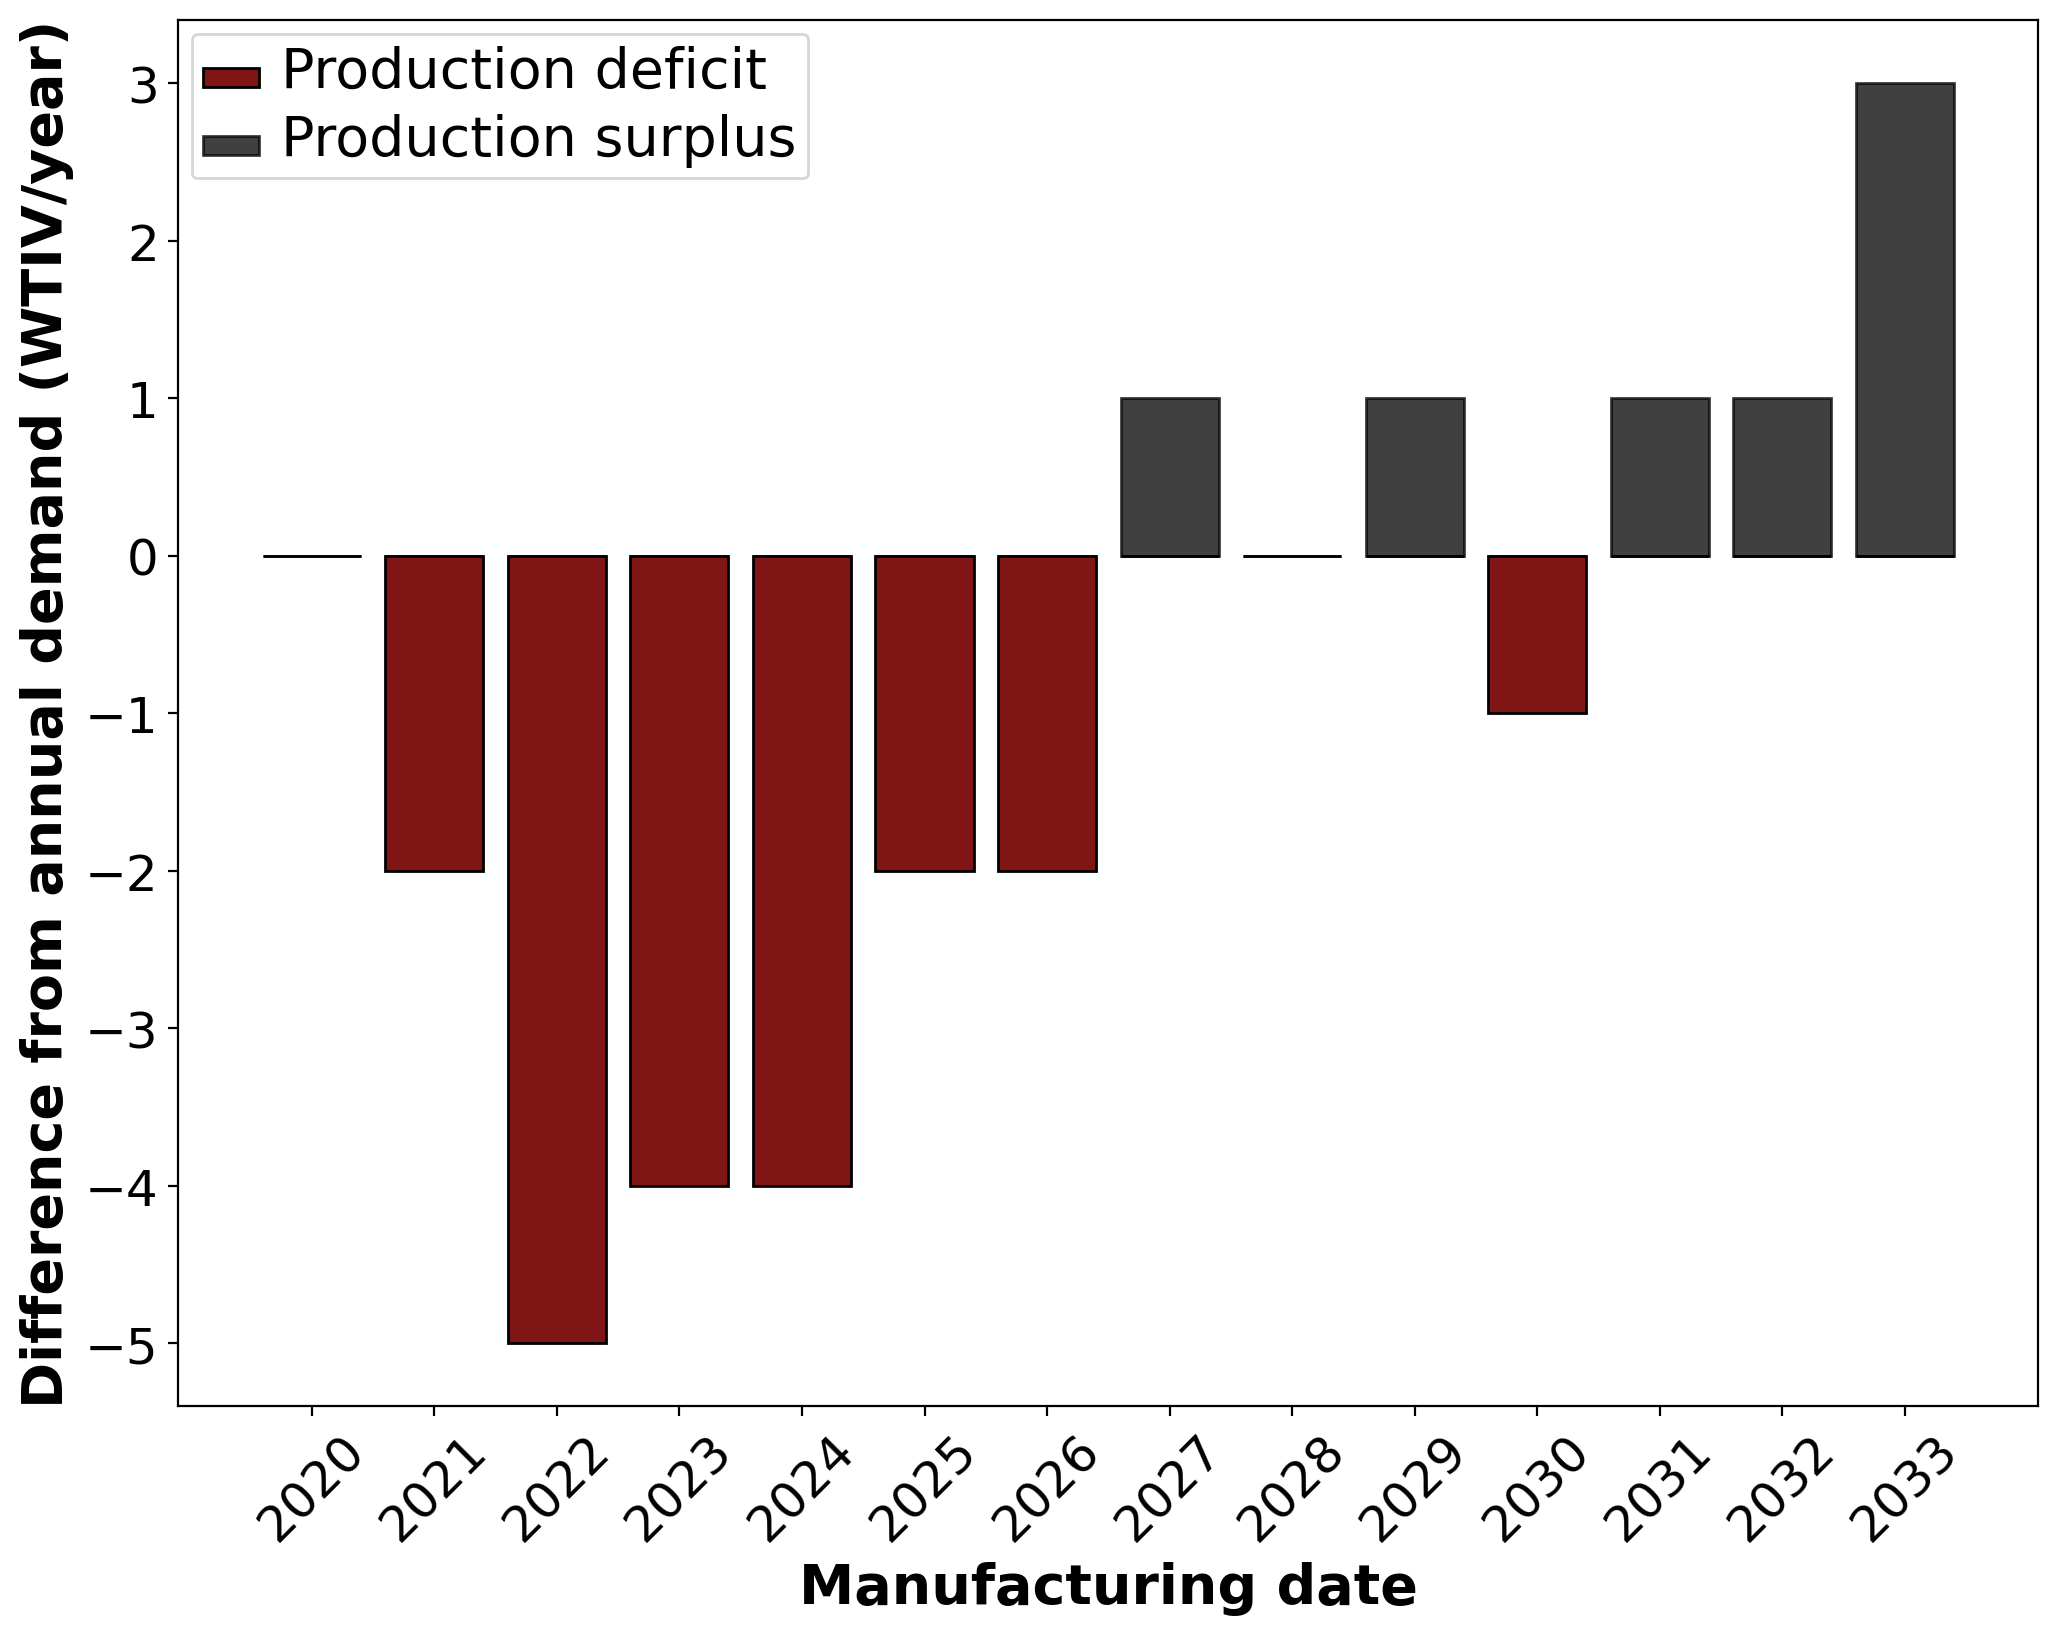 Production deficit
Production surplus
Difference from annual demand (WTIV/year)
3
2
1
0
−1
−2
−3
−4
−5
2020 2021 2022 2023 2024 2025 2026 2027 2028 2029 2030 2031 2032 2033
Manufacturing date